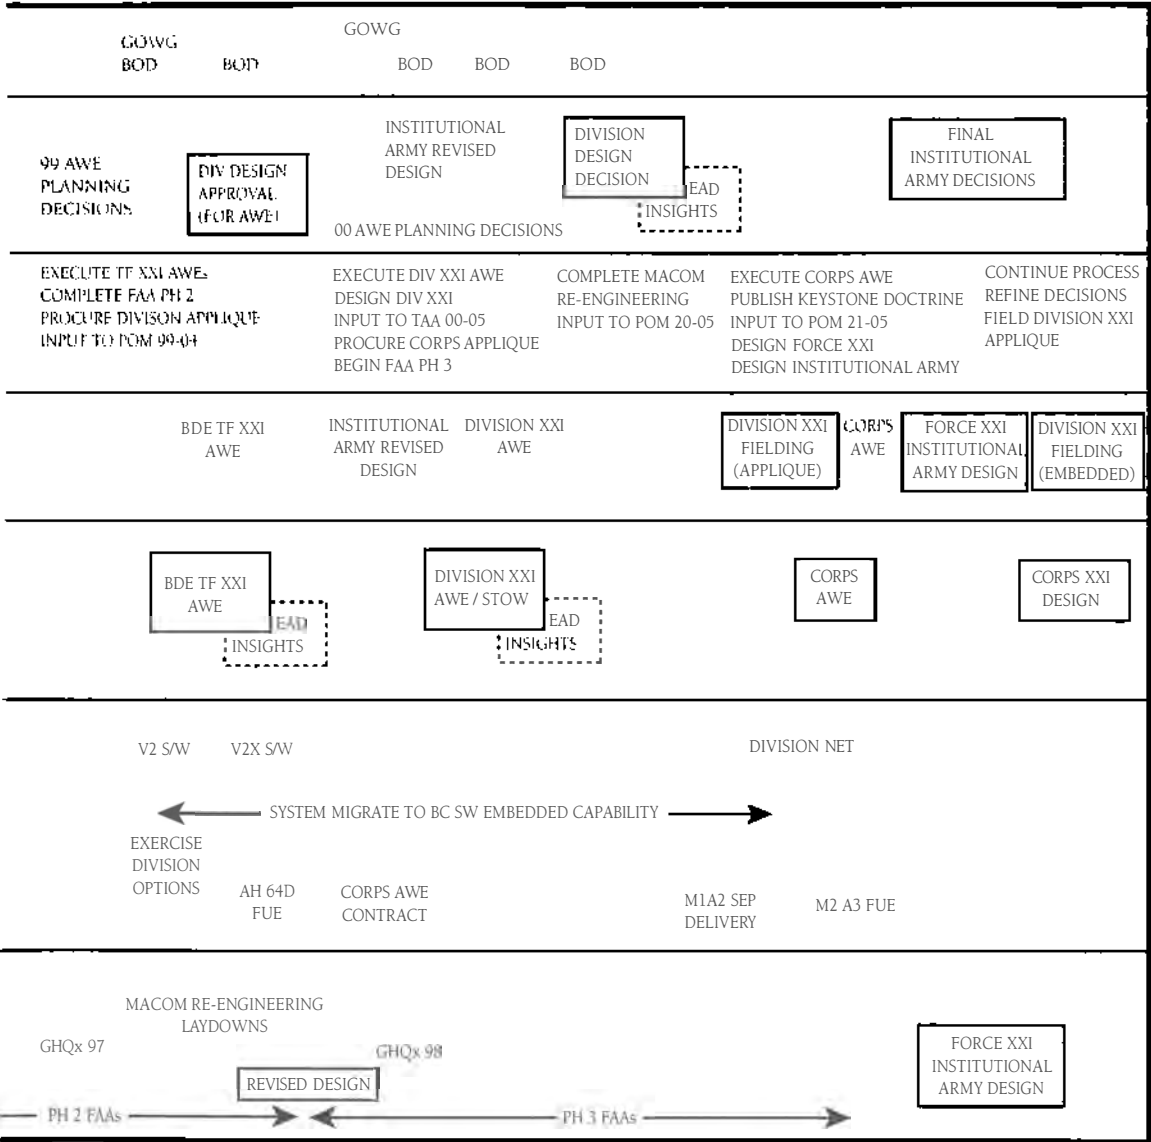 GOWG
BOD
BOD
GOWG
BOD
BOD
BOD
99 AWE
PLANNING
DECISIONS
DIV DESIGN
APPROVAL
(FOR AWE)
INSTITUTIONAL
ARMY REVISED
DESIGN
00 AWE PLANNING DECISIONS
DIVISION
DESIGN
DECISION
EAD
INSIGHTS
FINAL
INSTITUTIONAL
ARMY DECISIONS
EXECUTE TF XXI AWEs
COMPLETE FAA PH 2
PROCURE DIVISON APPLIQUE
INPUT TO POM 99-04
EXECUTE DIV XXI AWE
DESIGN DIV XXI
INPUT TO TAA 00-05
PROCURE CORPS APPLIQUE
BEGIN FAA PH 3
COMPLETE MACOM
RE-ENGINEERING
INPUT TO POM 20-05
EXECUTE CORPS AWE
PUBLISH KEYSTONE DOCTRINE
INPUT TO POM 21-05
DESIGN FORCE XXI
DESIGN INSTITUTIONAL ARMY
CONTINUE PROCESS
REFINE DECISIONS
FIELD DIVISION XXI
APPLIQUE
BDE TF XXI
AWE
INSTITUTIONAL
ARMY REVISED
DESIGN
DIVISION XXI
AWE
DIVISION XXI
FIELDING
(APPLIQUE)
CORPS
AWE
FORCE XXI
INSTITUTIONAL
ARMY DESIGN
DIVISION XXI
FIELDING
(EMBEDDED)
BDE TF XXI
AWE
EAD
INSIGHTS
DIVISION XXI
AWE / STOW
EAD
INSIGHTS
CORPS
AWE
CORPS XXI
DESIGN
V2 S/W
V2X S/W
DIVISION NET
SYSTEM MIGRATE TO BC SW EMBEDDED CAPABILITY
EXERCISE
DIVISION
OPTIONS
AH 64D
FUE
CORPS AWE
CONTRACT
M1A2 SEP
DELIVERY
M2 A3 FUE
MACOM RE-ENGINEERING
LAYDOWNS
GHQx 97
GHQx 98
REVISED DESIGN
FORCE XXI
INSTITUTIONAL
ARMY DESIGN
PH 2 FAAs
PH 3 FAAs